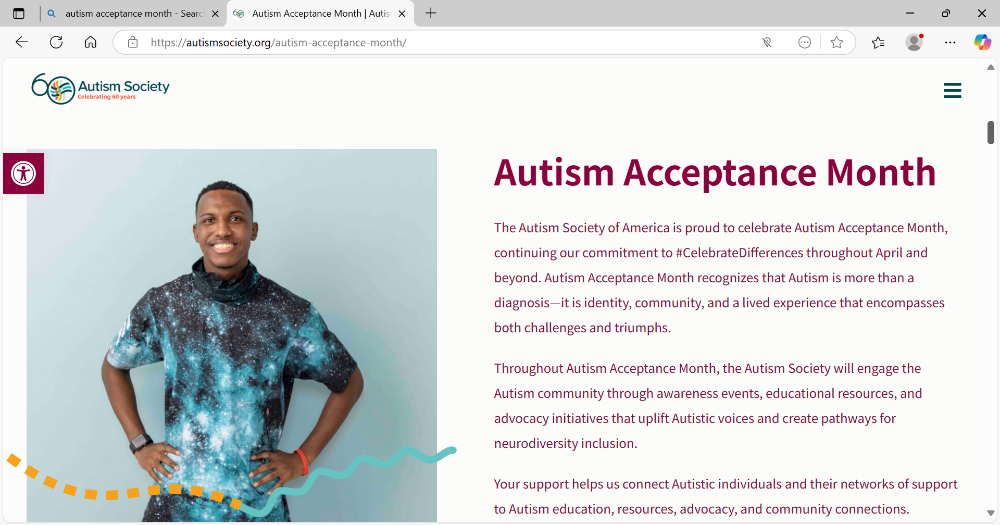 autism acceptance month - Searc
Autism Acceptance Month | Autis
https://autismsociety.org/autism-acceptance-month/
60 Autism Society
Celebrating 60 years
Autism Acceptance Month
The Autism Society of America is proud to celebrate Autism Acceptance Month,
continuing our commitment to #CelebrateDifferences throughout April and
beyond. Autism Acceptance Month recognizes that Autism is more than a
diagnosis—it is identity, community, and a lived experience that encompasses
both challenges and triumphs.
Throughout Autism Acceptance Month, the Autism Society will engage the
Autism community through awareness events, educational resources, and
advocacy initiatives that uplift Autistic voices and create pathways for
neurodiversity inclusion.
Your support helps us connect Autistic individuals and their networks of support
to Autism education, resources, advocacy, and community connections.